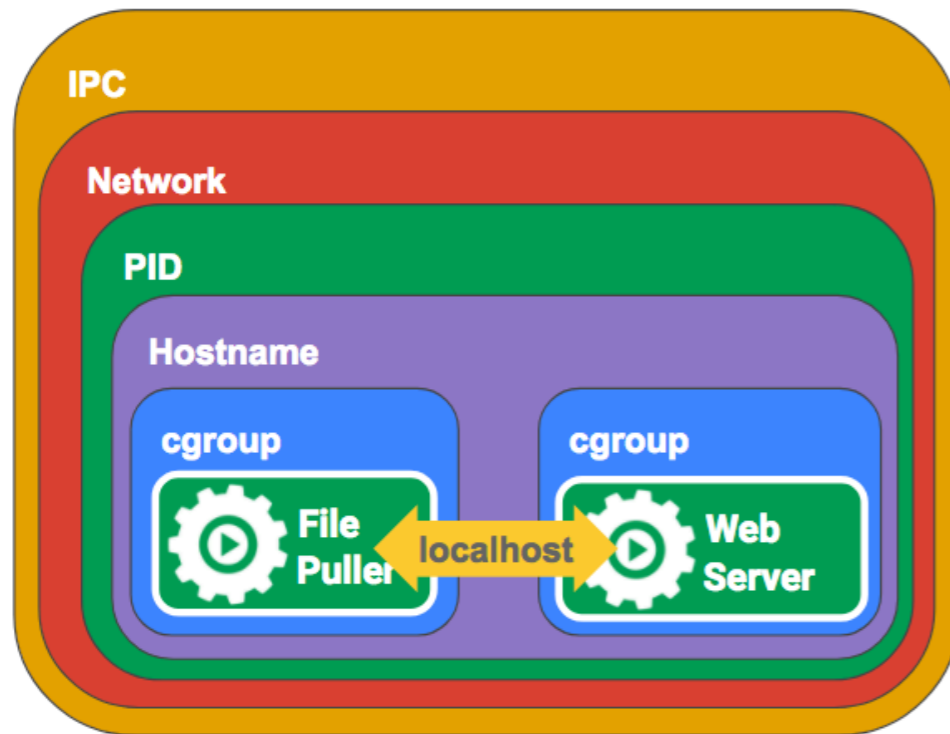 IPC
Network
PID
Hostname
cgroup
cgroup
File
Puller
localhost
Web
Server